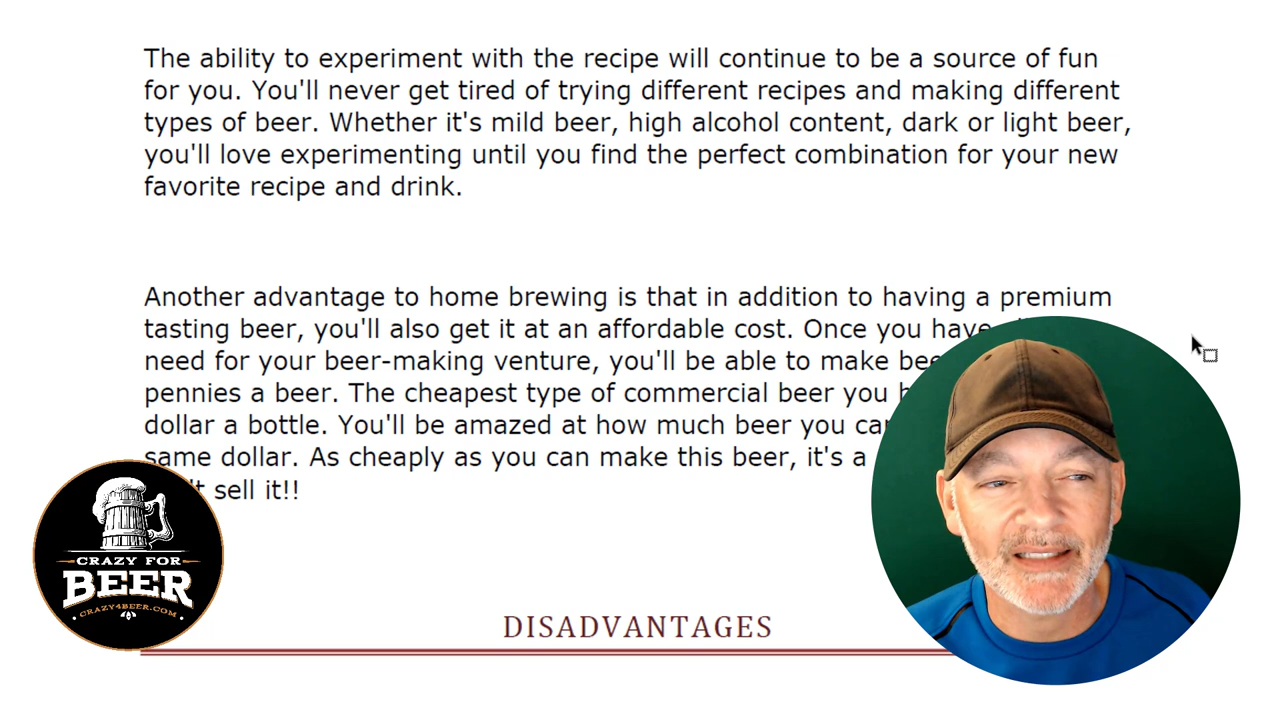 The ability to experiment with the recipe will continue to be a source of fun
for you. You'll never get tired of trying different recipes and making different
types of beer. Whether it's mild beer, high alcohol content, dark or light beer,
you'll love experimenting until you find the perfect combination for your new
favorite recipe and drink.
Another advantage to home brewing is that in addition to having a premium
tasting beer, you'll also get it at an affordable cost. Once you have
need for your beer-making venture, you'll be able to make
pennies a beer. The cheapest type of commercial beer you
dollar a bottle. You'll be amazed at how much beer you
same dollar. As cheaply as you can make this beer, it's a
sell it!!
CRAZY FOR
BEER
CRAZY4BEER.COM
DISADVANTAGES